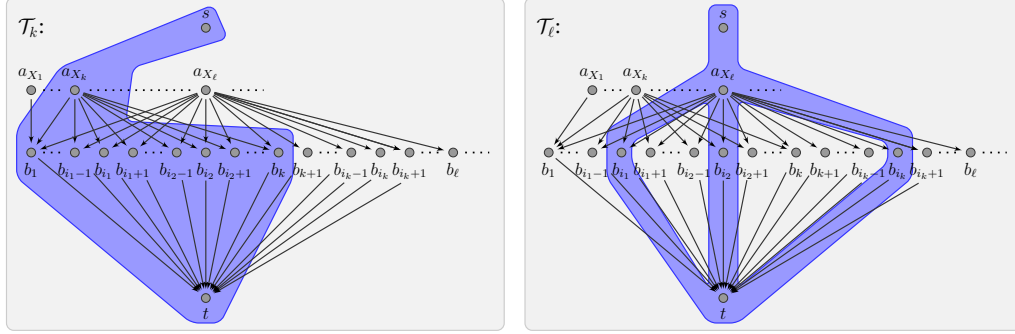 𝒯ₖ:
s
a_{X_1} a_{X_k} a_{X_ℓ}
b_1 b_{i_1−1} b_{i_1} b_{i_1+1} b_{i_2−1} b_{i_2} b_{i_2+1} b_k b_{k+1} b_{i_k−1} b_{i_k} b_{i_k+1} b_ℓ
t
𝒯_ℓ:
s
a_{X_1} a_{X_k} a_{X_ℓ}
b_1 b_{i_1−1} b_{i_1} b_{i_1+1} b_{i_2−1} b_{i_2} b_{i_2+1} b_k b_{k+1} b_{i_k−1} b_{i_k} b_{i_k+1} b_ℓ
t